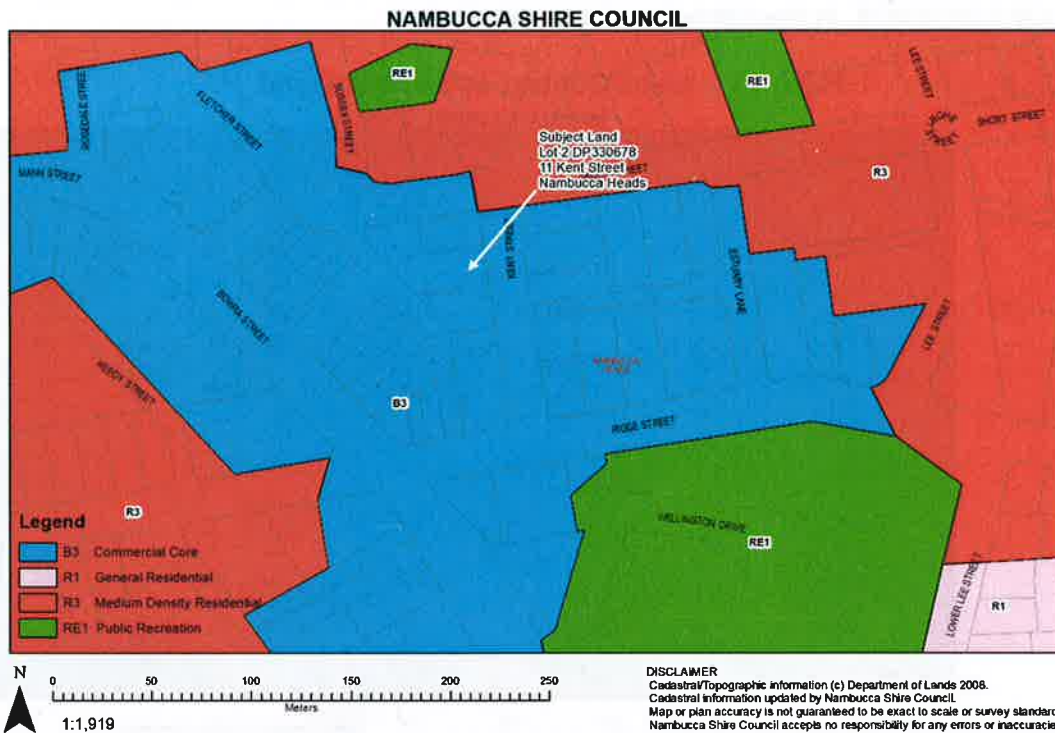 NAMBUCCA SHIRE COUNCIL
RE1
RE1
LEE STREET
SHORT STREET
ROSEDALE STREET
FLETCHER STREET
SUSSEX STREET
Subject Land
Lot 2 DP330678
11 Kent Street
Nambucca Heads
STREET
MANN STREET
R3
KENT STREET
ESTUARY LANE
BOWRA STREET
LEE STREET
NAMBUCCA
HEADS
B3
RIDGE STREET
R3
WELLINGTON DRIVE
RE1
LOWER LEE STREET
R1
Legend
B3 Commercial Core
R1 General Residential
R3 Medium Density Residential
RE1 Public Recreation
N
0 50 100 150 200 250
Meters
1:1,919
DISCLAIMER
Cadastral/Topographic information (c) Department of Lands 2008.
Cadastral information updated by Nambucca Shire Council.
Map or plan accuracy is not guaranteed to be exact to scale or survey standard
Nambucca Shire Council accepts no responsibility for any errors or inaccuracie